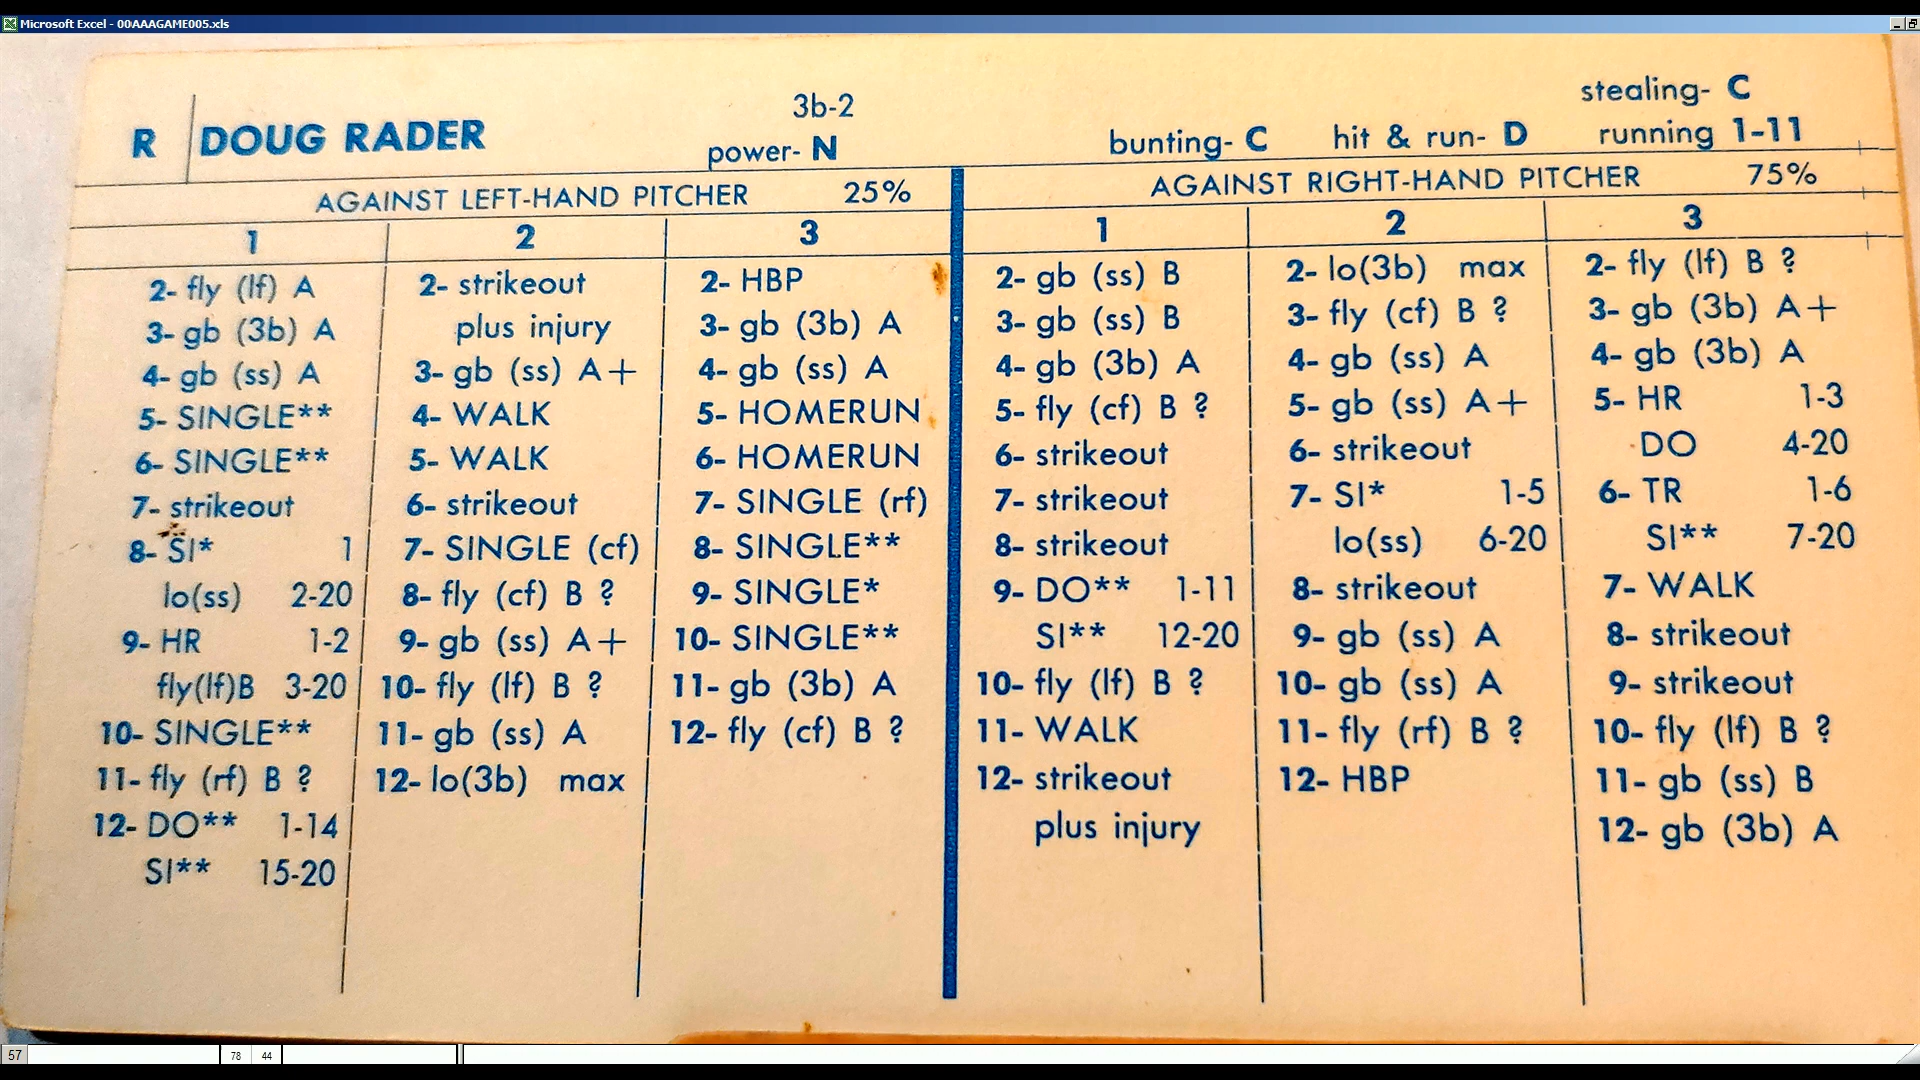 Microsoft Excel - 00AAAGAME005.xls
R DOUG RADER
3b-2
power- N
bunting- C hit & run- D
stealing- C
running 1-11
AGAINST LEFT-HAND PITCHER 25%
1
2- fly (lf) A
3- gb (3b) A
4- gb (ss) A
5- SINGLE**
6- SINGLE**
7- strikeout
8- SI* 1
lo(ss) 2-20
9- HR 1-2
fly(lf)B 3-20
10- SINGLE**
11- fly (rf) B ?
12- DO** 1-14
SI** 15-20
2
2- strikeout
plus injury
3- gb (ss) A+
4- WALK
5- WALK
6- strikeout
7- SINGLE (cf)
8- fly (cf) B ?
9- gb (ss) A+
10- fly (lf) B ?
11- gb (ss) A
12- lo(3b) max
3
2- HBP
3- gb (3b) A
4- gb (ss) A
5- HOMERUN
6- HOMERUN
7- SINGLE (rf)
8- SINGLE**
9- SINGLE*
10- SINGLE**
11- gb (3b) A
12- fly (cf) B ?
AGAINST RIGHT-HAND PITCHER 75%
1
2- gb (ss) B
3- gb (ss) B
4- gb (3b) A
5- fly (cf) B ?
6- strikeout
7- strikeout
8- strikeout
9- DO** 1-11
SI** 12-20
10- fly (lf) B ?
11- WALK
12- strikeout
plus injury
2
2- lo(3b) max
3- fly (cf) B ?
4- gb (ss) A
5- gb (ss) A+
6- strikeout
7- SI* 1-5
lo(ss) 6-20
8- strikeout
9- gb (ss) A
10- gb (ss) A
11- fly (rf) B ?
12- HBP
3
2- fly (lf) B ?
3- gb (3b) A+
4- gb (3b) A
5- HR 1-3
DO 4-20
6- TR 1-6
SI** 7-20
7- WALK
8- strikeout
9- strikeout
10- fly (lf) B ?
11- gb (ss) B
12- gb (3b) A
57 78 44